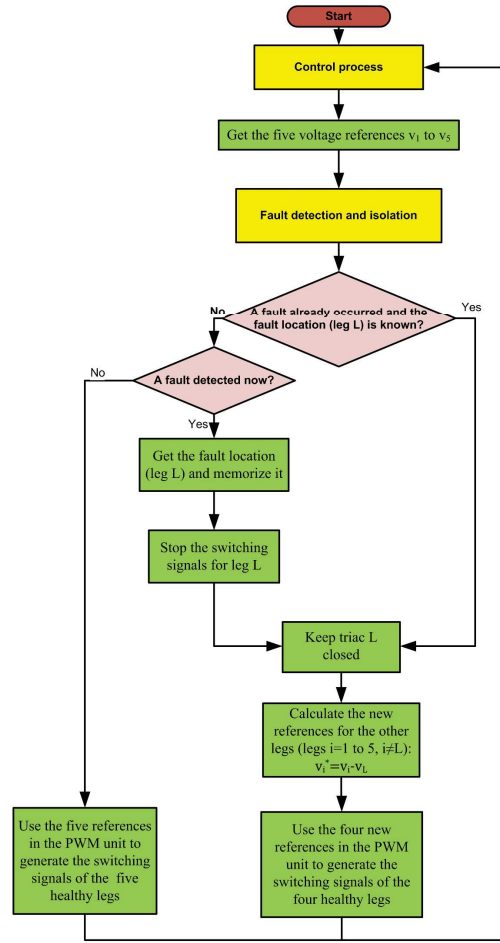 Start
Control process
Get the five voltage references v₁ to v₅
Fault detection and isolation
A fault already occurred and the
fault location (leg L) is known?
No
Yes
A fault detected now?
No
Yes
Get the fault location
(leg L) and memorize it
Stop the switching
signals for leg L
Keep triac L
closed
Calculate the new
references for the other
legs (legs i=1 to 5, i≠L):
vᵢ*=vᵢ-v_L
Use the five references
in the PWM unit to
generate the switching
signals of the five
healthy legs
Use the four new
references in the PWM
unit to generate the
switching signals of the
four healthy legs